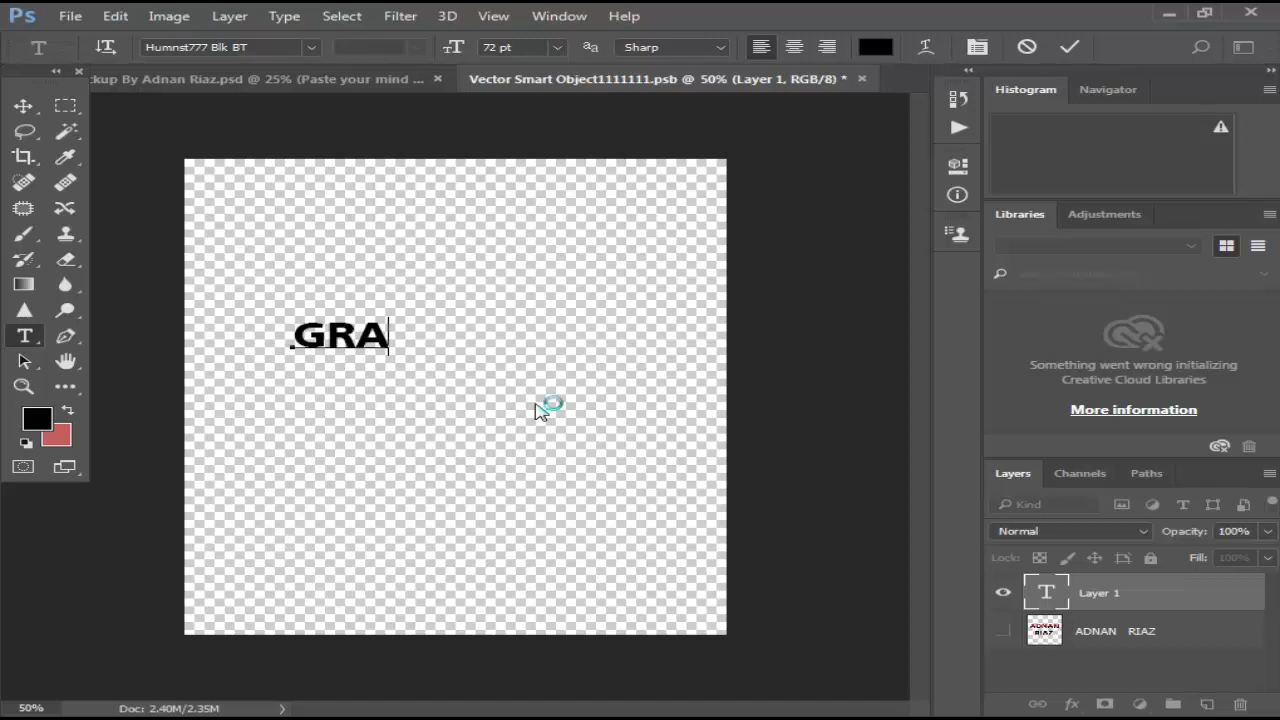 Ps File Edit Image Layer Type Select Filter 3D View Window Help
T Humnst777 Blk BT 72 pt Sharp
ckup By Adnan Riaz.psd @ 25% (Paste your mind ... Vector Smart Object1111111.psb @ 50% (Layer 1, RGB/8) *
Histogram Navigator
Libraries Adjustments
GRA
Something went wrong initializing
Creative Cloud Libraries
More information
Layers Channels Paths
Kind
Normal Opacity: 100%
Lock: Fill: 100%
T Layer 1
ADNAN RIAZ ADNAN RIAZ
50% Doc: 2.40M/2.35M